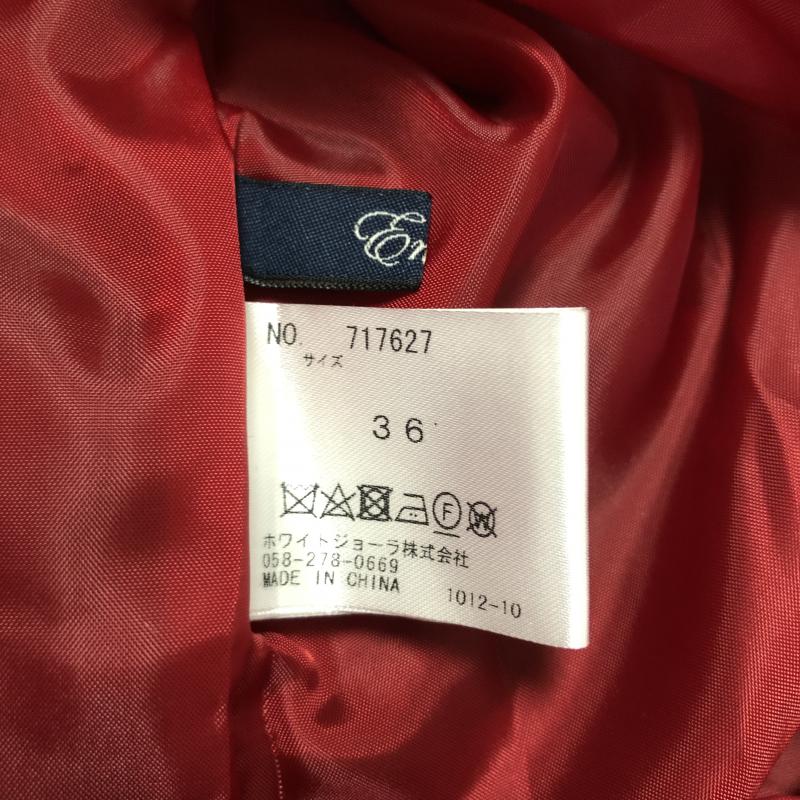 En
NO. 717627
サイズ
36
F W
ホワイトジョーラ株式会社
058-278-0669
MADE IN CHINA
1012-10